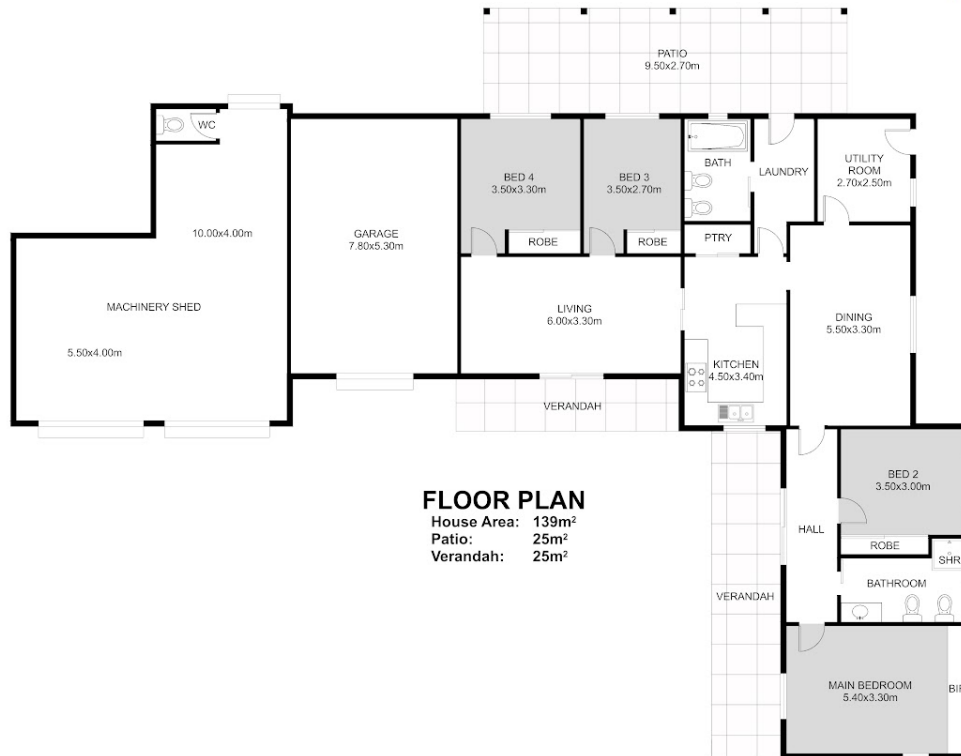 PATIO
9.50x2.70m
WC
BATH
LAUNDRY
UTILITY
ROOM
2.70x2.50m
BED 4
3.50x3.30m
BED 3
3.50x2.70m
ROBE
ROBE
PTRY
10.00x4.00m
GARAGE
7.80x5.30m
MACHINERY SHED
5.50x4.00m
LIVING
6.00x3.30m
DINING
5.50x3.30m
KITCHEN
4.50x3.40m
VERANDAH
FLOOR PLAN
House Area: 139m²
Patio: 25m²
Verandah: 25m²
BED 2
3.50x3.00m
HALL
ROBE
SHR
BATHROOM
VERANDAH
MAIN BEDROOM
5.40x3.30m